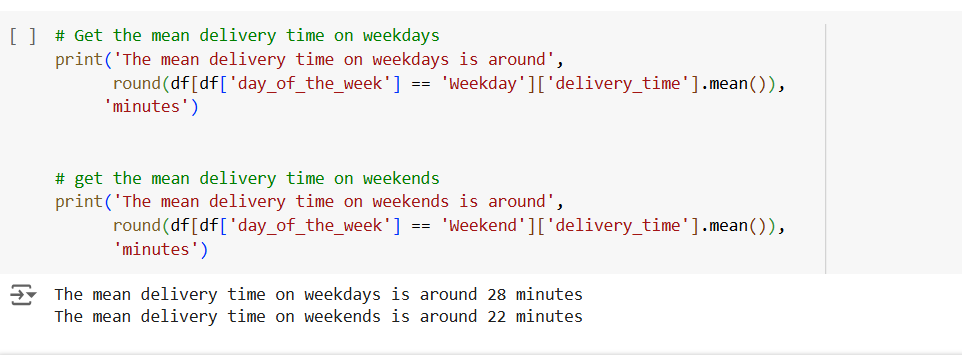 [ ] # Get the mean delivery time on weekdays
print('The mean delivery time on weekdays is around',
      round(df[df['day_of_the_week'] == 'Weekday']['delivery_time'].mean()),
     'minutes')
# get the mean delivery time on weekends
print('The mean delivery time on weekends is around',
      round(df[df['day_of_the_week'] == 'Weekend']['delivery_time'].mean()),
      'minutes')
The mean delivery time on weekdays is around 28 minutes
The mean delivery time on weekends is around 22 minutes